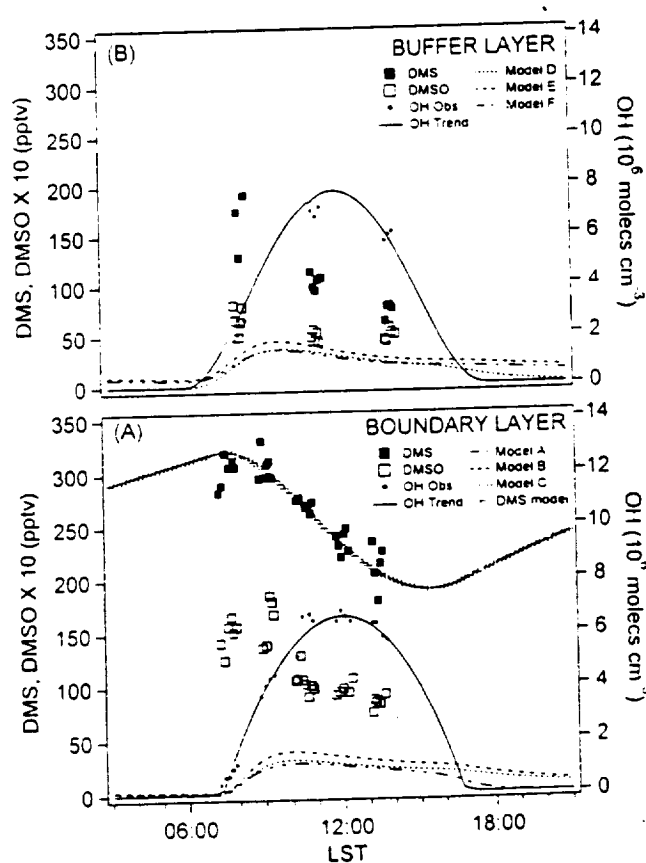 (B)
BUFFER LAYER
DMS
DMSO
OH Obs
OH Trend
Model D
Model E
Model F
350
300
250
200
150
100
50
0
14
12
10
8
6
4
2
0
DMS, DMSO X 10 (pptv)
OH (10⁶ molecs cm⁻³)
(A)
BOUNDARY LAYER
DMS
DMSO
OH Obs
OH Trend
Model A
Model B
Model C
DMS model
350
300
250
200
150
100
50
0
14
12
10
8
6
4
2
0
DMS, DMSO X 10 (pptv)
OH (10 molecs cm
06:00
12:00
18:00
LST